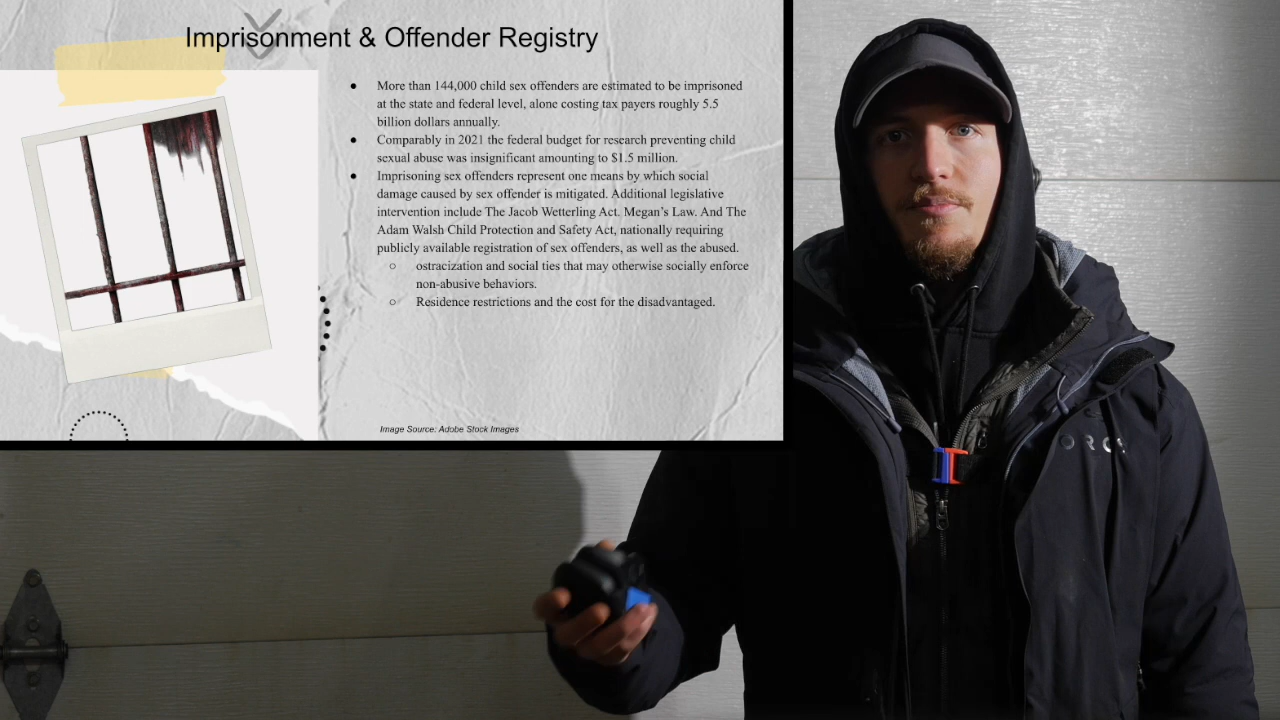 Imprisonment & Offender Registry
● More than 144,000 child sex offenders are estimated to be imprisoned
at the state and federal level, alone costing tax payers roughly 5.5
billion dollars annually.
● Comparably in 2021 the federal budget for research preventing child
sexual abuse was insignificant amounting to $1.5 million.
● Imprisoning sex offenders represent one means by which social
damage caused by sex offender is mitigated. Additional legislative
intervention include The Jacob Wetterling Act. Megan’s Law. And The
Adam Walsh Child Protection and Safety Act, nationally requiring
publicly available registration of sex offenders, as well as the abused.
○ ostracization and social ties that may otherwise socially enforce
non-abusive behaviors.
○ Residence restrictions and the cost for the disadvantaged.
Image Source: Adobe Stock Images